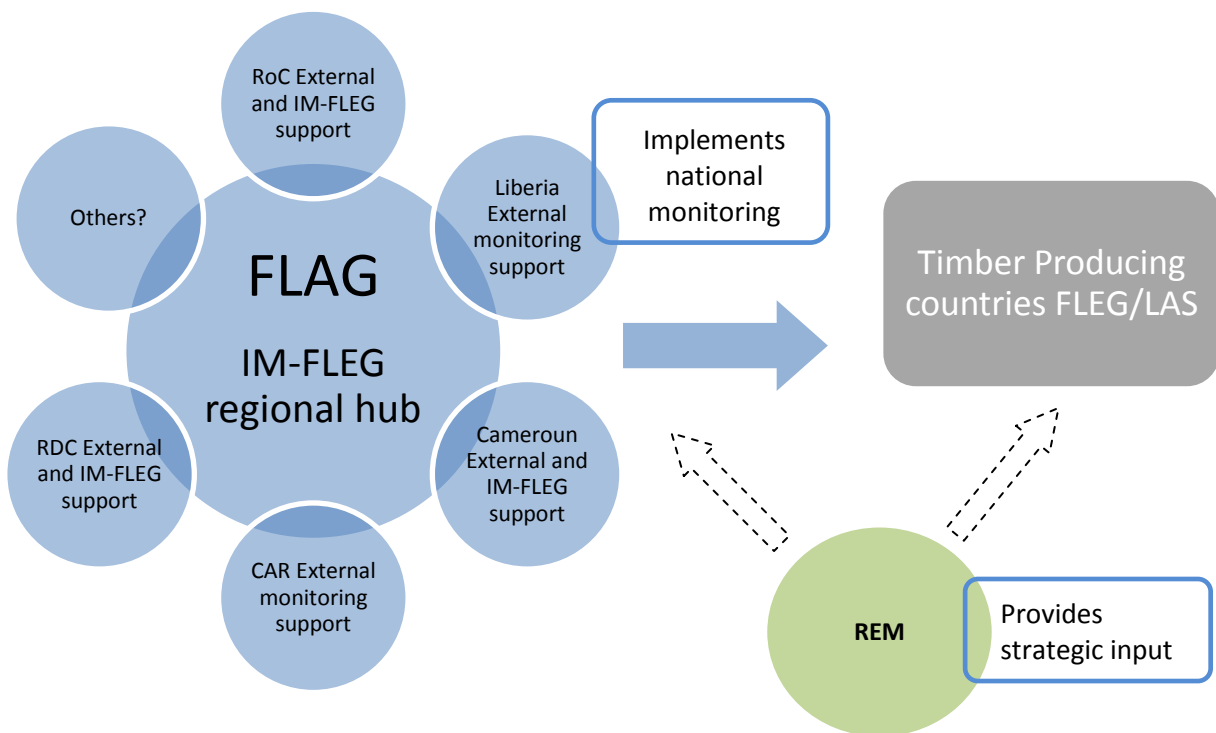 RoC External
and IM-FLEG
support
Implements
national
monitoring
Others?
Liberia
External
monitoring
support
FLAG
IM-FLEG
regional hub
Timber Producing
countries FLEG/LAS
RDC External
and IM-FLEG
support
Cameroun
External and
IM-FLEG
support
CAR External
monitoring
support
REM
Provides
strategic input